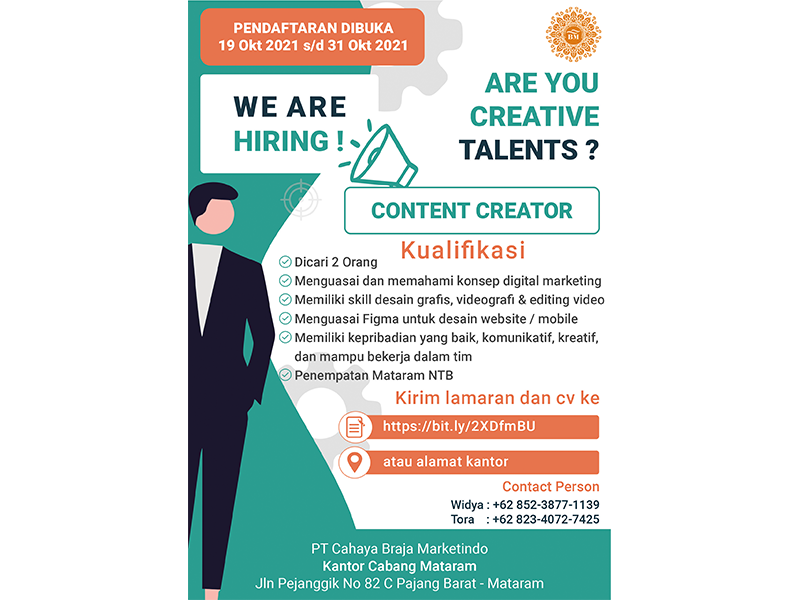 PENDAFTARAN DIBUKA
19 Okt 2021 s/d 31 Okt 2021
BM
WE ARE
HIRING !
ARE YOU
CREATIVE
TALENTS ?
CONTENT CREATOR
Kualifikasi
Dicari 2 Orang
Menguasai dan memahami konsep digital marketing
Memiliki skill desain grafis, videografi & editing video
Menguasai Figma untuk desain website / mobile
Memiliki kepribadian yang baik, komunikatif, kreatif,
dan mampu bekerja dalam tim
Penempatan Mataram NTB
Kirim lamaran dan cv ke
https://bit.ly/2XDfmBU
atau alamat kantor
Contact Person
Widya : +62 852-3877-1139
Tora : +62 823-4072-7425
PT Cahaya Braja Marketindo
Kantor Cabang Mataram
Jln Pejanggik No 82 C Pajang Barat - Mataram